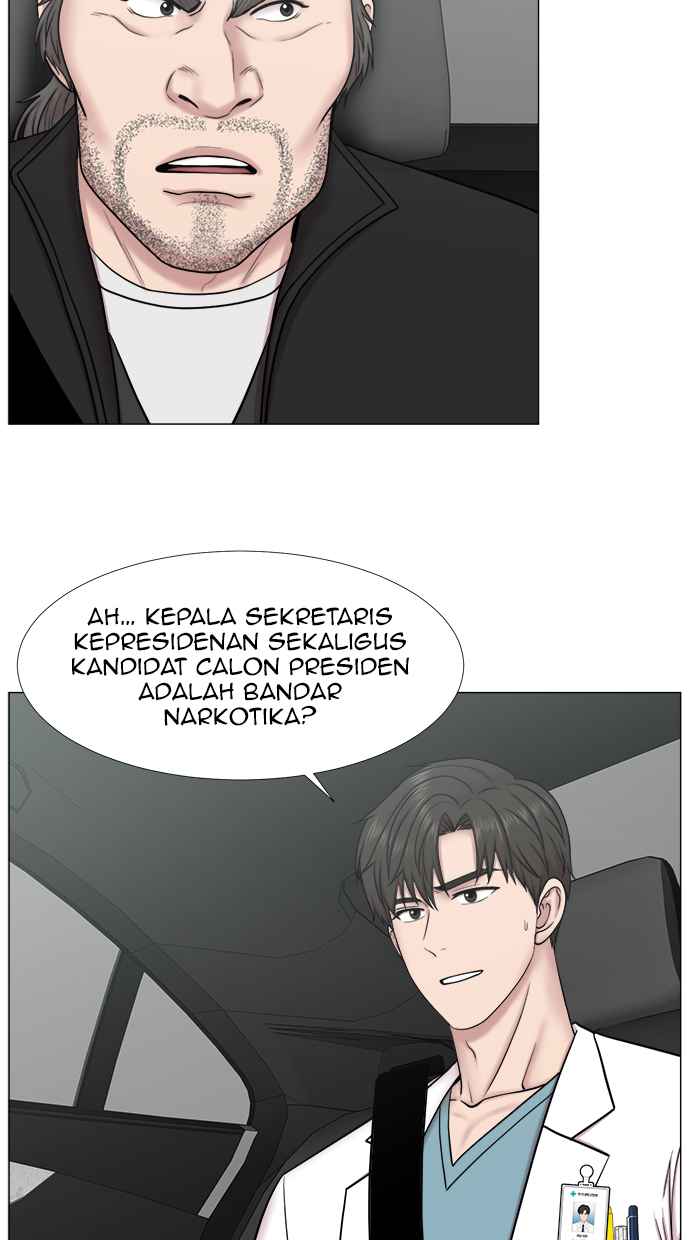 AH... KEPALA SEKRETARIS
KEPRESIDENAN SEKALIGUS
KANDIDAT CALON PRESIDEN
ADALAH BANDAR
NARKOTIKA?